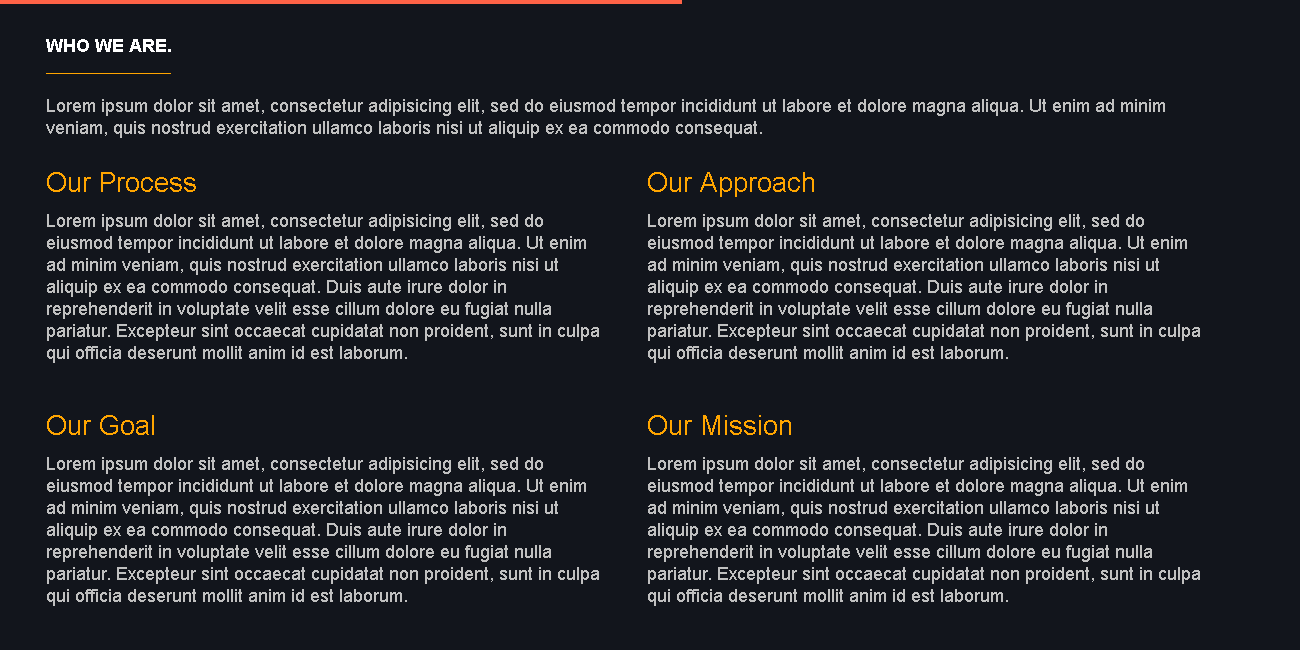 WHO WE ARE.
Lorem ipsum dolor sit amet, consectetur adipisicing elit, sed do eiusmod tempor incididunt ut labore et dolore magna aliqua. Ut enim ad minim
veniam, quis nostrud exercitation ullamco laboris nisi ut aliquip ex ea commodo consequat.
Our Process
Lorem ipsum dolor sit amet, consectetur adipisicing elit, sed do
eiusmod tempor incididunt ut labore et dolore magna aliqua. Ut enim
ad minim veniam, quis nostrud exercitation ullamco laboris nisi ut
aliquip ex ea commodo consequat. Duis aute irure dolor in
reprehenderit in voluptate velit esse cillum dolore eu fugiat nulla
pariatur. Excepteur sint occaecat cupidatat non proident, sunt in culpa
qui officia deserunt mollit anim id est laborum.
Our Approach
Lorem ipsum dolor sit amet, consectetur adipisicing elit, sed do
eiusmod tempor incididunt ut labore et dolore magna aliqua. Ut enim
ad minim veniam, quis nostrud exercitation ullamco laboris nisi ut
aliquip ex ea commodo consequat. Duis aute irure dolor in
reprehenderit in voluptate velit esse cillum dolore eu fugiat nulla
pariatur. Excepteur sint occaecat cupidatat non proident, sunt in culpa
qui officia deserunt mollit anim id est laborum.
Our Goal
Lorem ipsum dolor sit amet, consectetur adipisicing elit, sed do
eiusmod tempor incididunt ut labore et dolore magna aliqua. Ut enim
ad minim veniam, quis nostrud exercitation ullamco laboris nisi ut
aliquip ex ea commodo consequat. Duis aute irure dolor in
reprehenderit in voluptate velit esse cillum dolore eu fugiat nulla
pariatur. Excepteur sint occaecat cupidatat non proident, sunt in culpa
qui officia deserunt mollit anim id est laborum.
Our Mission
Lorem ipsum dolor sit amet, consectetur adipisicing elit, sed do
eiusmod tempor incididunt ut labore et dolore magna aliqua. Ut enim
ad minim veniam, quis nostrud exercitation ullamco laboris nisi ut
aliquip ex ea commodo consequat. Duis aute irure dolor in
reprehenderit in voluptate velit esse cillum dolore eu fugiat nulla
pariatur. Excepteur sint occaecat cupidatat non proident, sunt in culpa
qui officia deserunt mollit anim id est laborum.